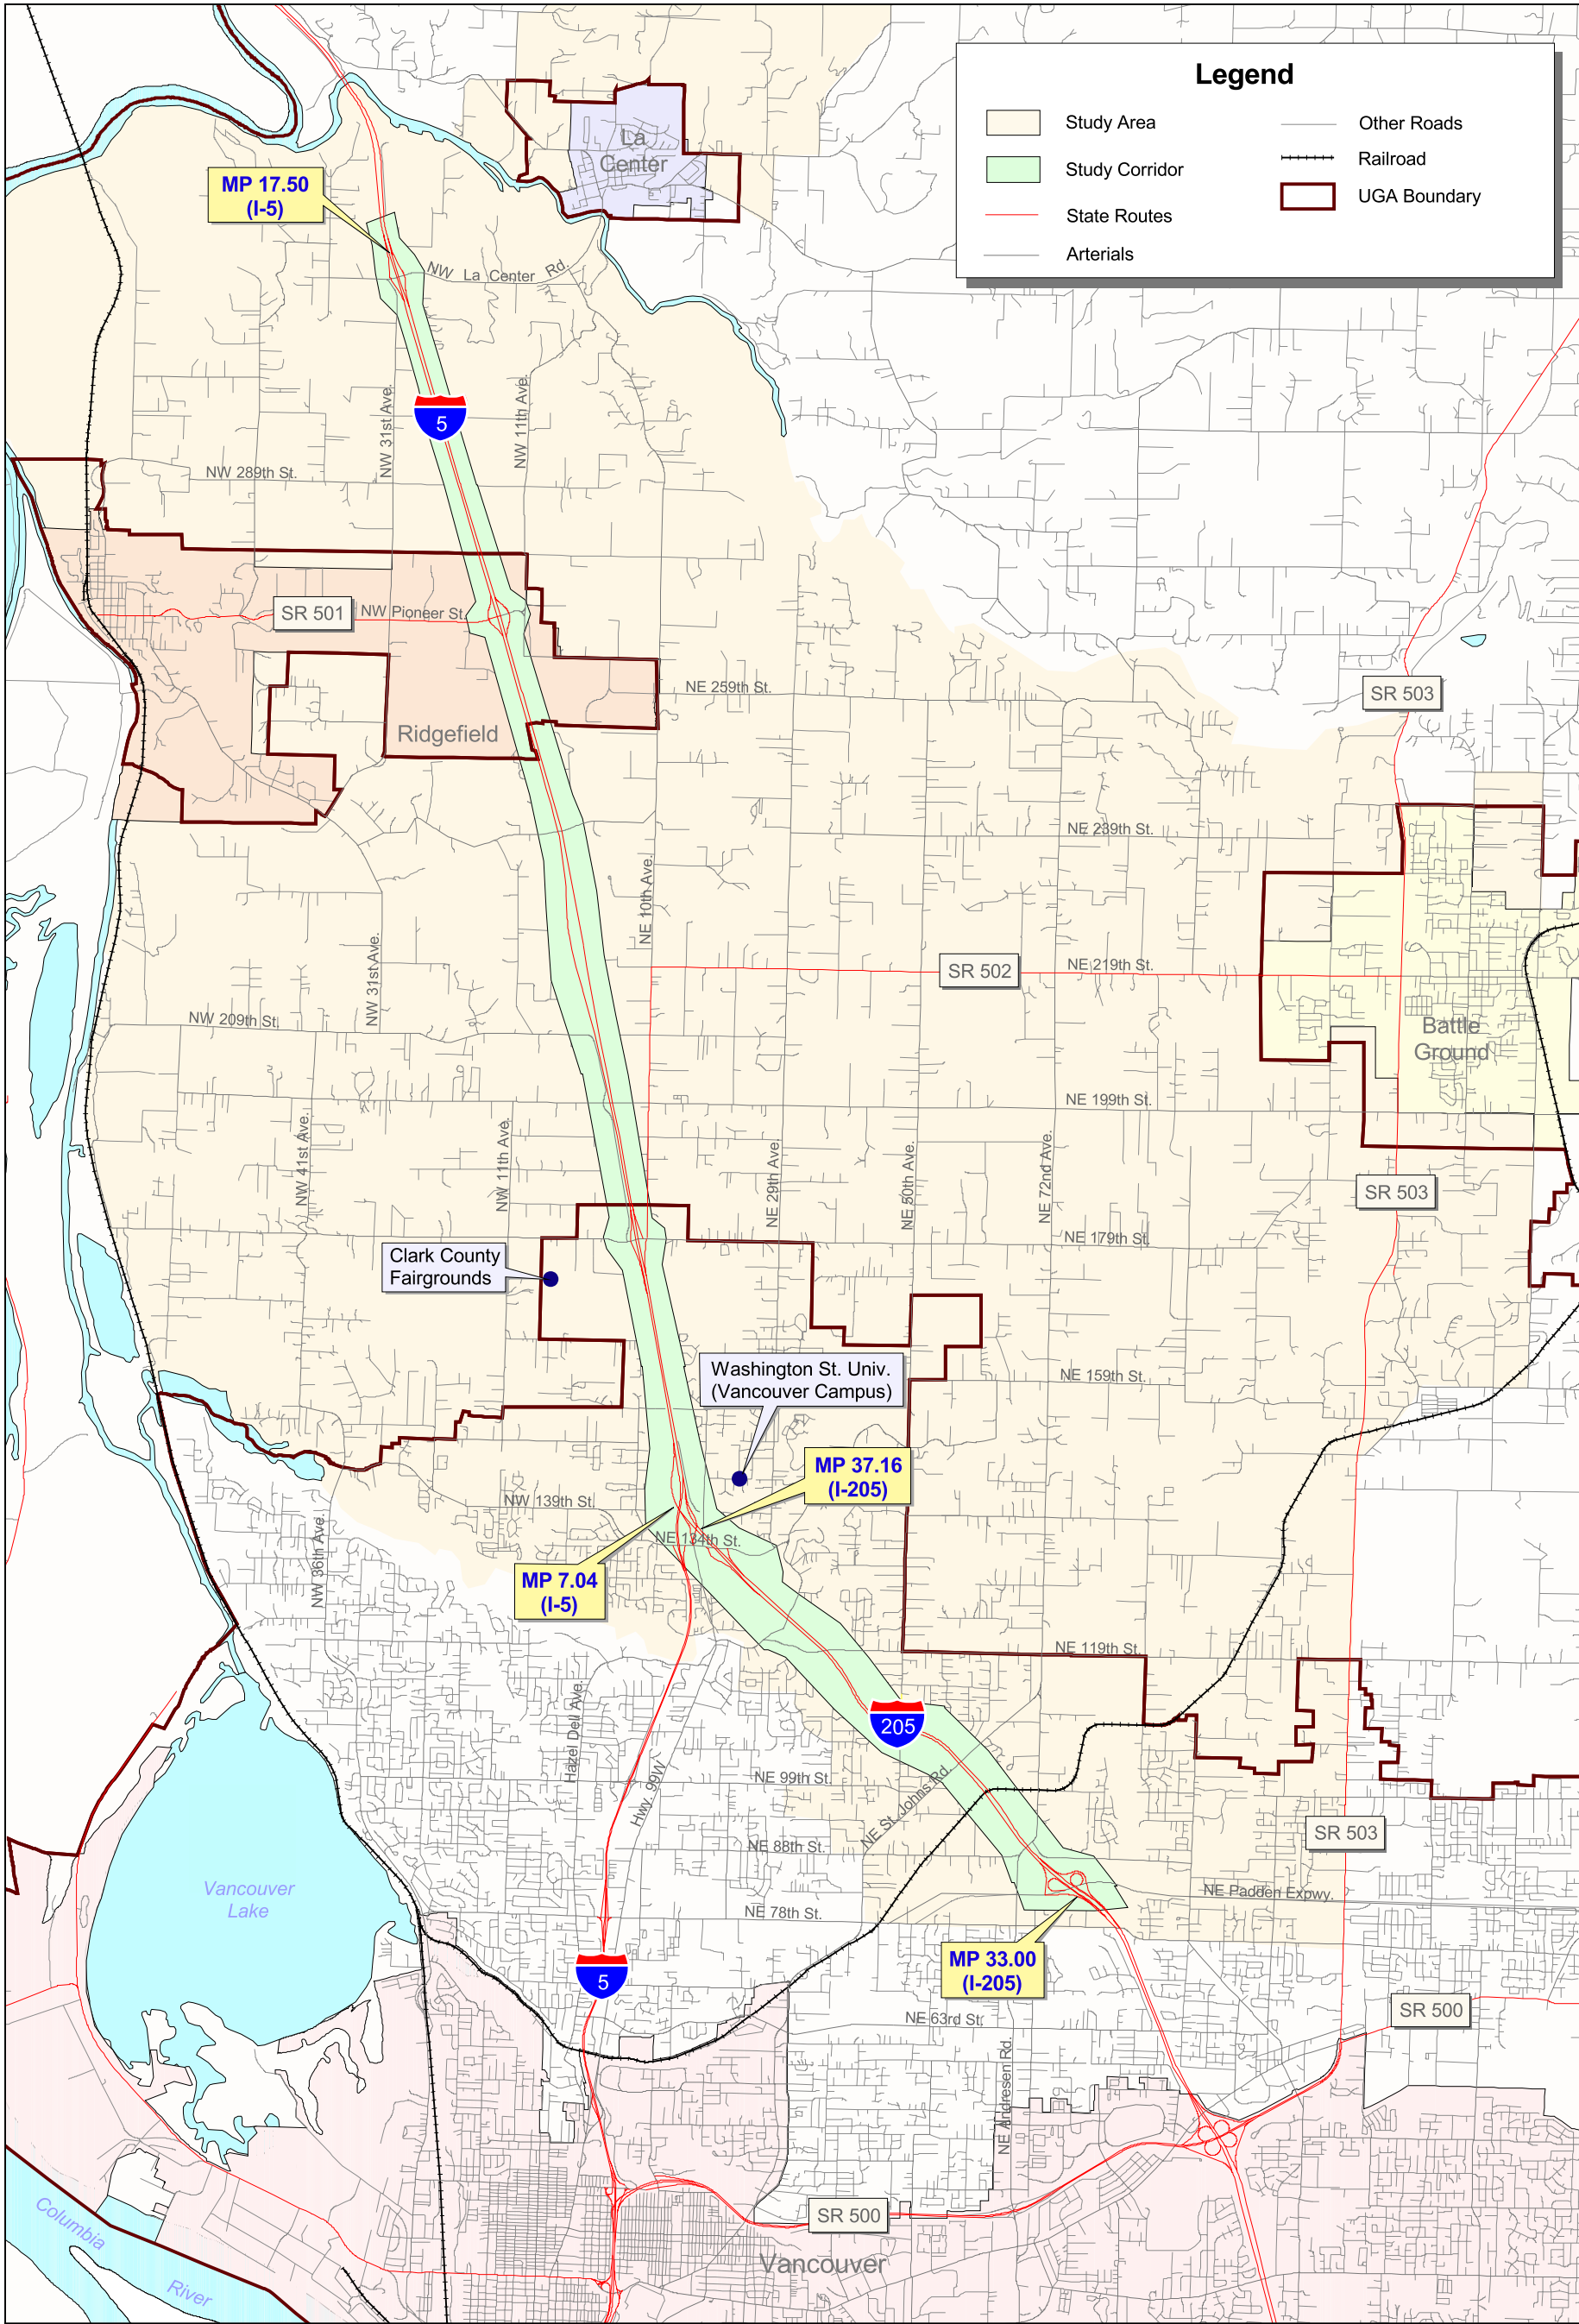 Legend
Study Area
Study Corridor
State Routes
Arterials
Other Roads
Railroad
UGA Boundary
La
Center
MP 17.50
(I-5)
NW La Center Rd.
5
NW 31st Ave.
NW 11th Ave.
NW 289th St.
SR 501
NW Pioneer St.
NE 259th St.
SR 503
Ridgefield
NE 239th St.
NE 10th Ave.
NW 31st Ave.
SR 502
NE 219th St.
NW 209th St.
Battle
Ground
NE 199th St.
NW 41st Ave.
NW 11th Ave.
NE 29th Ave.
NE 50th Ave.
NE 72nd Ave.
SR 503
NE 179th St.
Clark County
Fairgrounds
Washington St. Univ.
(Vancouver Campus)
NE 159th St.
MP 37.16
(I-205)
NW 139th St.
NW 36th Ave.
NE 134th St.
MP 7.04
(I-5)
NE 119th St.
Hazel Dell Ave.
205
Hwy. 99W
NE 99th St.
NE St. Johns Rd.
NE 88th St.
SR 503
Vancouver
Lake
NE Padden Expwy.
NE 78th St.
MP 33.00
(I-205)
5
SR 500
NE 63rd St.
NE Andresen Rd.
Columbia
River
SR 500
Vancouver